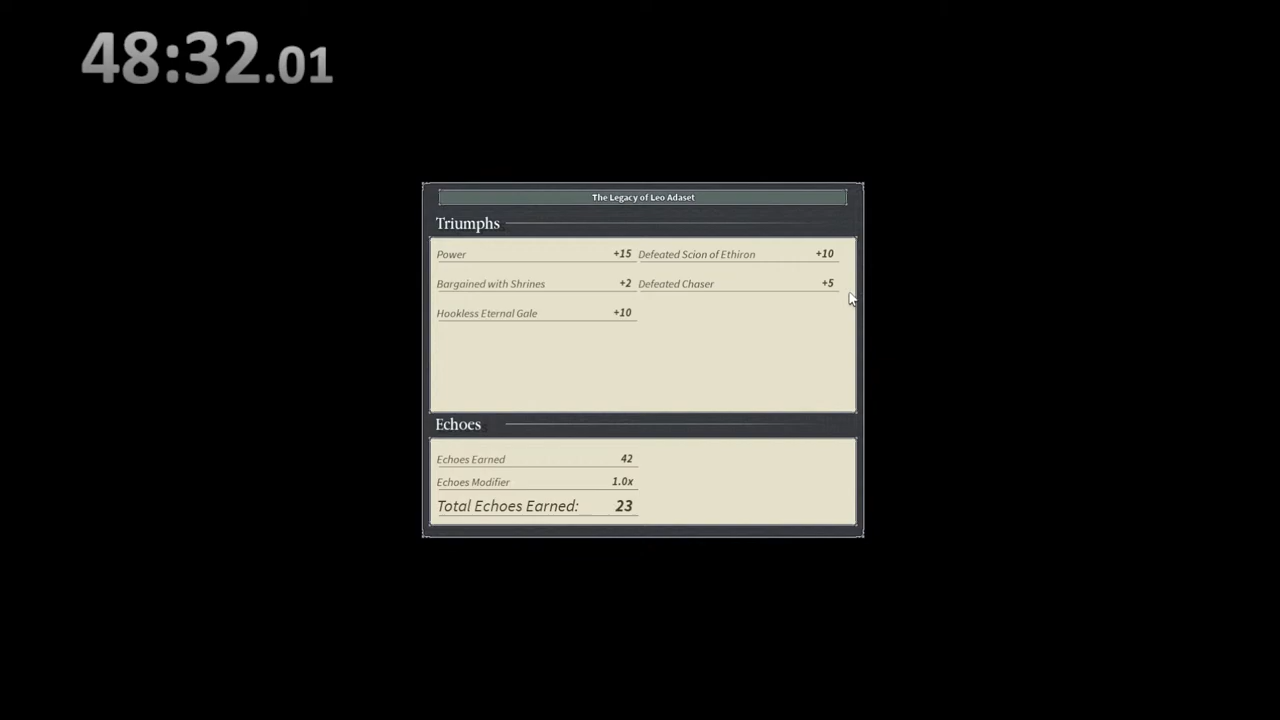 48:32.01
The Legacy of Leo Adaset
Triumphs
Power +15 Defeated Scion of Ethiron +10
Bargained with Shrines +2 Defeated Chaser +5
Hookless Eternal Gale +10
Echoes
Echoes Earned 42
Echoes Modifier 1.0x
Total Echoes Earned: 23